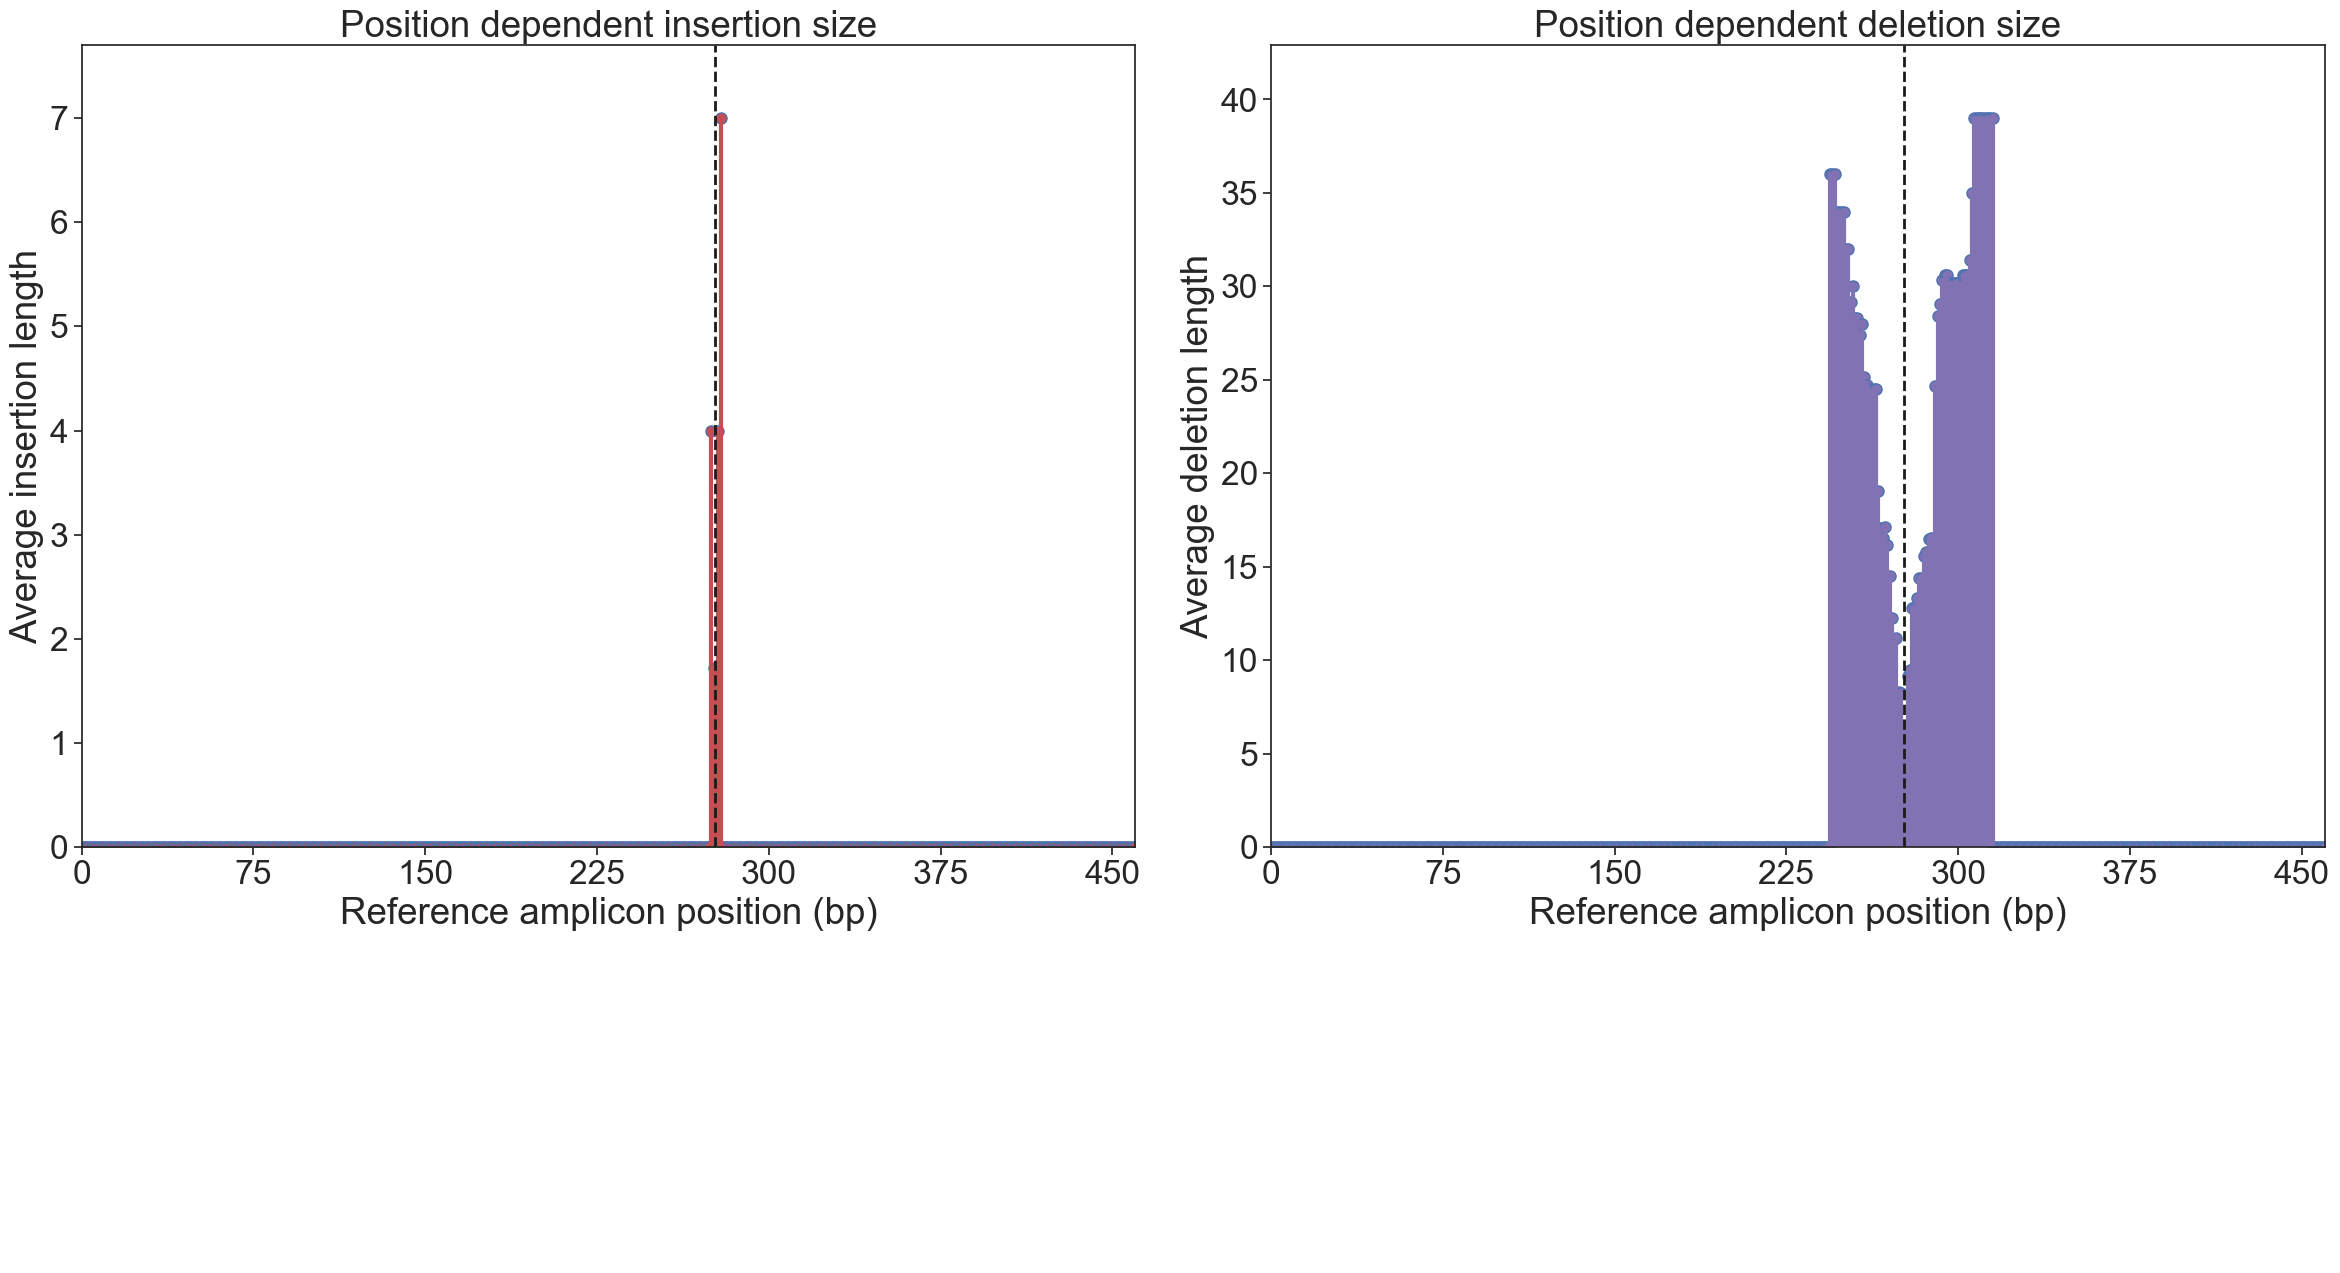 Position dependent insertion size
Average insertion length
7
6
5
4
3
2
1
0
0 75 150 225 300 375 450
Reference amplicon position (bp)
Position dependent deletion size
Average deletion length
40
35
30
25
20
15
10
5
0
0 75 150 225 300 375 450
Reference amplicon position (bp)